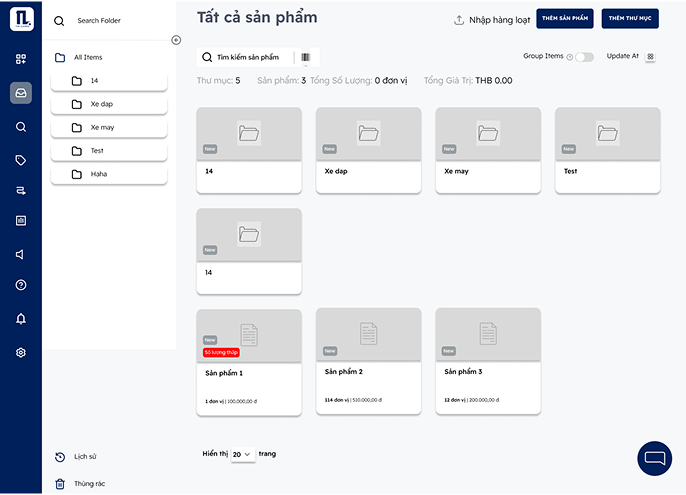 Search Folder
All Items
14
Xe dap
Xe may
Test
Haha
Lịch sử
Thùng rác
Tất cả sản phẩm
Nhập hàng loạt
THÊM SẢN PHẨM
THÊM THƯ MỤC
Tìm kiếm sản phẩm
Group Items
Update At
Thư mục: 5 Sản phẩm: 3 Tổng Số Lượng: 0 đơn vị Tổng Giá Trị: THB 0.00
New
14
New
Xe dap
New
Xe may
New
Test
New
14
New
Số lượng thấp
Sản phẩm 1
1 đơn vị | 100.000,00 đ
New
Sản phẩm 2
114 đơn vị | 510.000,00 đ
New
Sản phẩm 3
12 đơn vị | 200.000,00 đ
Hiển thị 20 trang